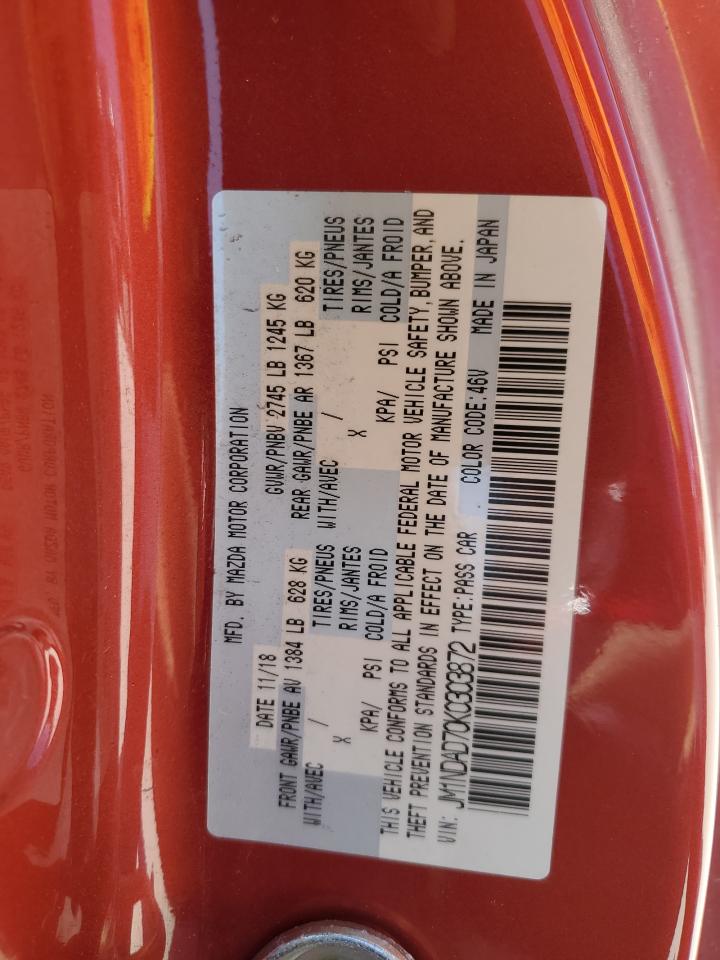 MFD. BY MAZDA MOTOR CORPORATION
DATE 11/18 GVWR/PNBV 2745 LB 1245 KG
FRONT GAWR/PNBE AV 1384 LB 628 KG REAR GAWR/PNBE AR 1367 LB 620 KG
WITH/AVEC / TIRES/PNEUS WITH/AVEC / TIRES/PNEUS
X RIMS/JANTES X RIMS/JANTES
KPA/ PSI COLD/A FROID KPA/ PSI COLD/A FROID
THIS VEHICLE CONFORMS TO ALL APPLICABLE FEDERAL MOTOR VEHICLE SAFETY, BUMPER, AND
THEFT PREVENTION STANDARDS IN EFFECT ON THE DATE OF MANUFACTURE SHOWN ABOVE.
VIN: JM1NDAD70K0303872 TYPE:PASS CAR COLOR CODE:46V MADE IN JAPAN